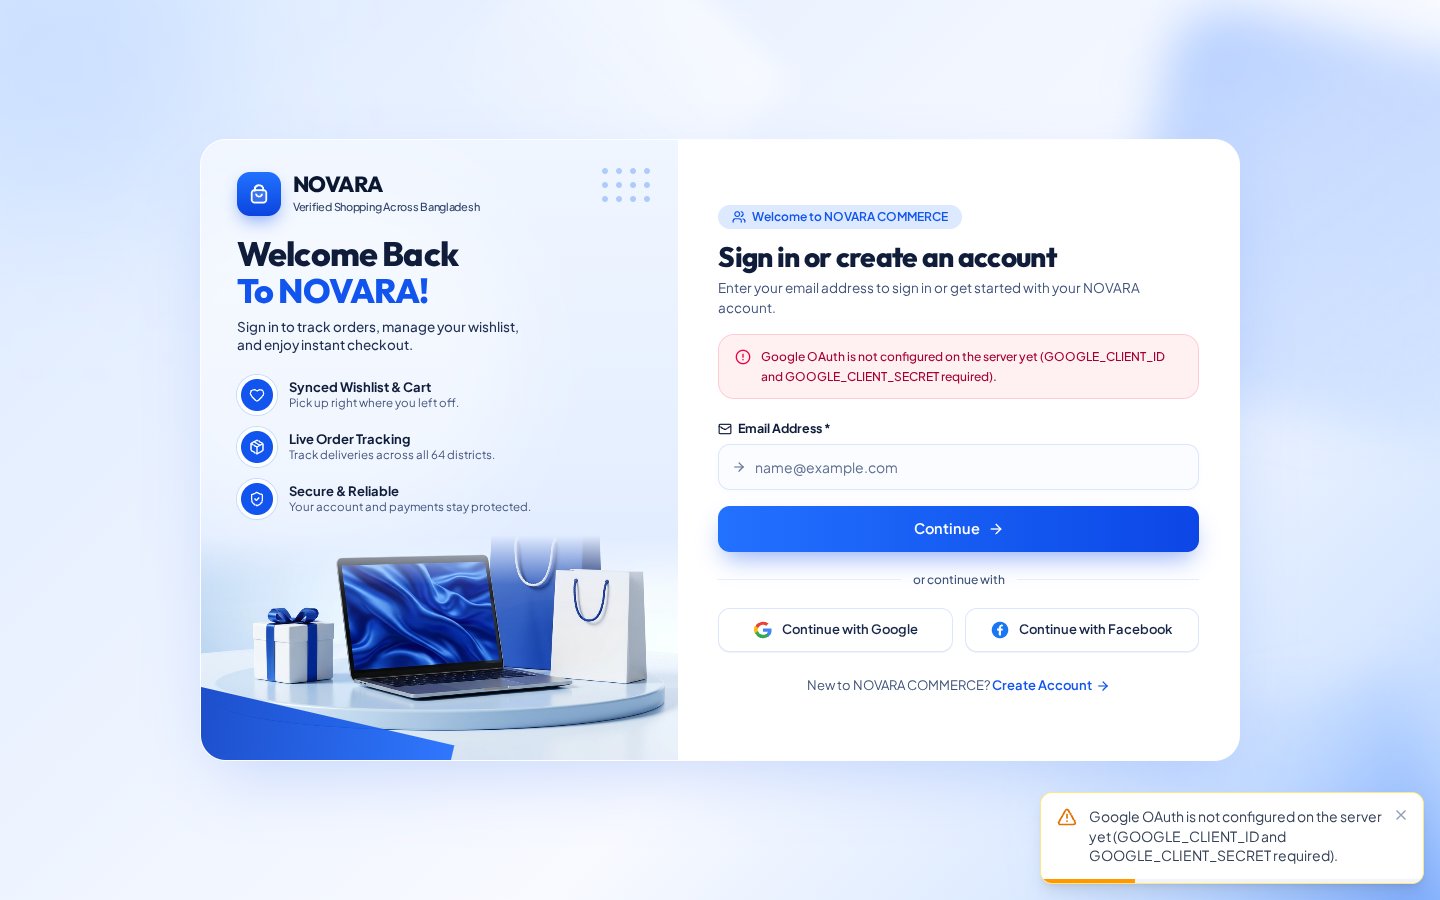 NOVARA
Verified Shopping Across Bangladesh
Welcome Back
To NOVARA!
Sign in to track orders, manage your wishlist,
and enjoy instant checkout.
Synced Wishlist & Cart
Pick up right where you left off.
Live Order Tracking
Track deliveries across all 64 districts.
Secure & Reliable
Your account and payments stay protected.
Welcome to NOVARA COMMERCE
Sign in or create an account
Enter your email address to sign in or get started with your NOVARA
account.
Google OAuth is not configured on the server yet (GOOGLE_CLIENT_ID
and GOOGLE_CLIENT_SECRET required).
Email Address *
name@example.com
Continue
or continue with
Continue with Google
Continue with Facebook
New to NOVARA COMMERCE? Create Account
Google OAuth is not configured on the server
yet (GOOGLE_CLIENT_ID and
GOOGLE_CLIENT_SECRET required).